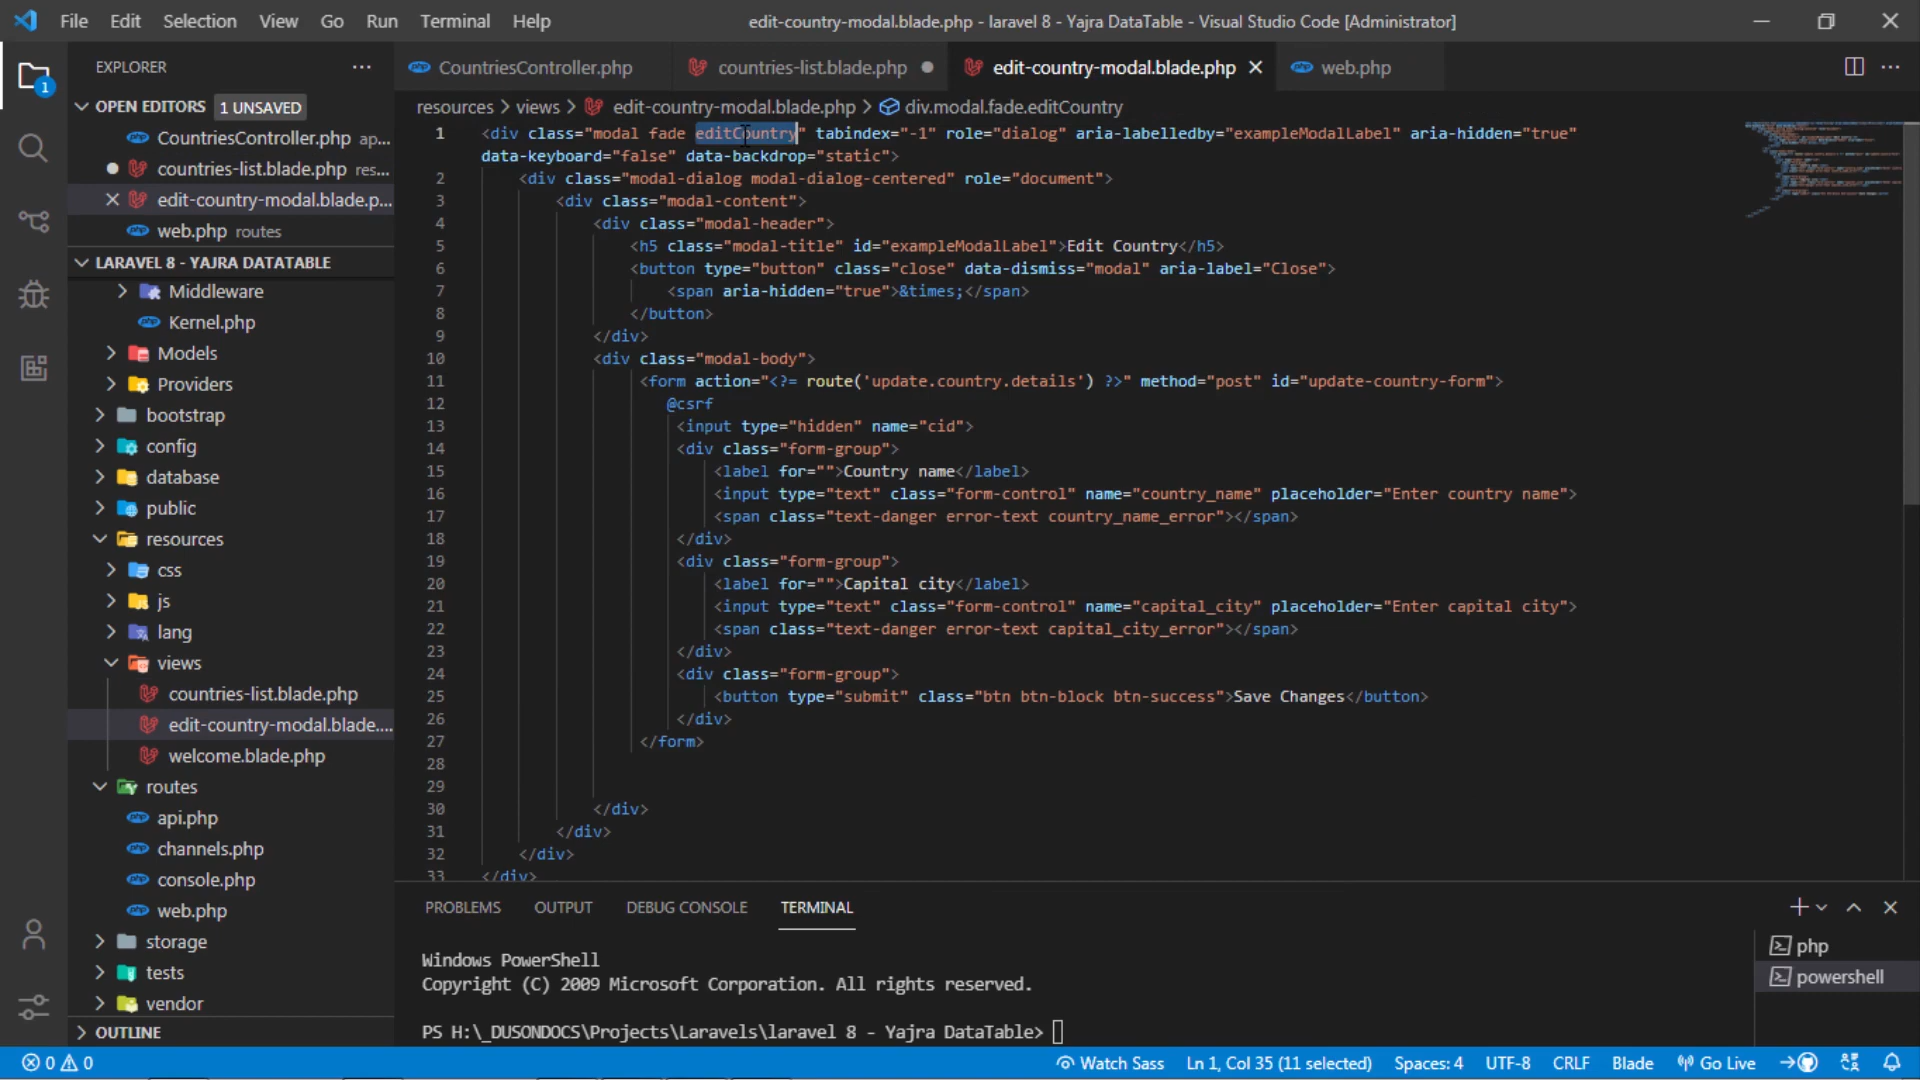 File Edit Selection View Go Run Terminal Help
edit-country-modal.blade.php - laravel 8 - Yajra DataTable - Visual Studio Code [Administrator]
EXPLORER
1
OPEN EDITORS 1 UNSAVED
CountriesController.php ap...
countries-list.blade.php res...
edit-country-modal.blade.p...
web.php routes
LARAVEL 8 - YAJRA DATATABLE
Middleware
Kernel.php
Models
Providers
bootstrap
config
database
public
resources
css
js
lang
views
countries-list.blade.php
edit-country-modal.blade....
welcome.blade.php
routes
api.php
channels.php
console.php
web.php
storage
tests
vendor
OUTLINE
CountriesController.php countries-list.blade.php edit-country-modal.blade.php web.php
resources > views > edit-country-modal.blade.php > div.modal.fade.editCountry
1 <div class="modal fade editCountry" tabindex="-1" role="dialog" aria-labelledby="exampleModalLabel" aria-hidden="true"
data-keyboard="false" data-backdrop="static">
2 <div class="modal-dialog modal-dialog-centered" role="document">
3 <div class="modal-content">
4 <div class="modal-header">
5 <h5 class="modal-title" id="exampleModalLabel">Edit Country</h5>
6 <button type="button" class="close" data-dismiss="modal" aria-label="Close">
7 <span aria-hidden="true">&times;</span>
8 </button>
9 </div>
10 <div class="modal-body">
11 <form action="<?= route('update.country.details') ?>" method="post" id="update-country-form">
12 @csrf
13 <input type="hidden" name="cid">
14 <div class="form-group">
15 <label for="">Country name</label>
16 <input type="text" class="form-control" name="country_name" placeholder="Enter country name">
17 <span class="text-danger error-text country_name_error"></span>
18 </div>
19 <div class="form-group">
20 <label for="">Capital city</label>
21 <input type="text" class="form-control" name="capital_city" placeholder="Enter capital city">
22 <span class="text-danger error-text capital_city_error"></span>
23 </div>
24 <div class="form-group">
25 <button type="submit" class="btn btn-block btn-success">Save Changes</button>
26 </div>
27 </form>
28
29
30 </div>
31 </div>
32 </div>
33 </div>
PROBLEMS OUTPUT DEBUG CONSOLE TERMINAL
Windows PowerShell
Copyright (C) 2009 Microsoft Corporation. All rights reserved.
PS H:\_DUSONDOCS\Projects\Laravels\laravel 8 - Yajra DataTable>
php
powershell
0 0 Watch Sass Ln 1, Col 35 (11 selected) Spaces: 4 UTF-8 CRLF Blade Go Live